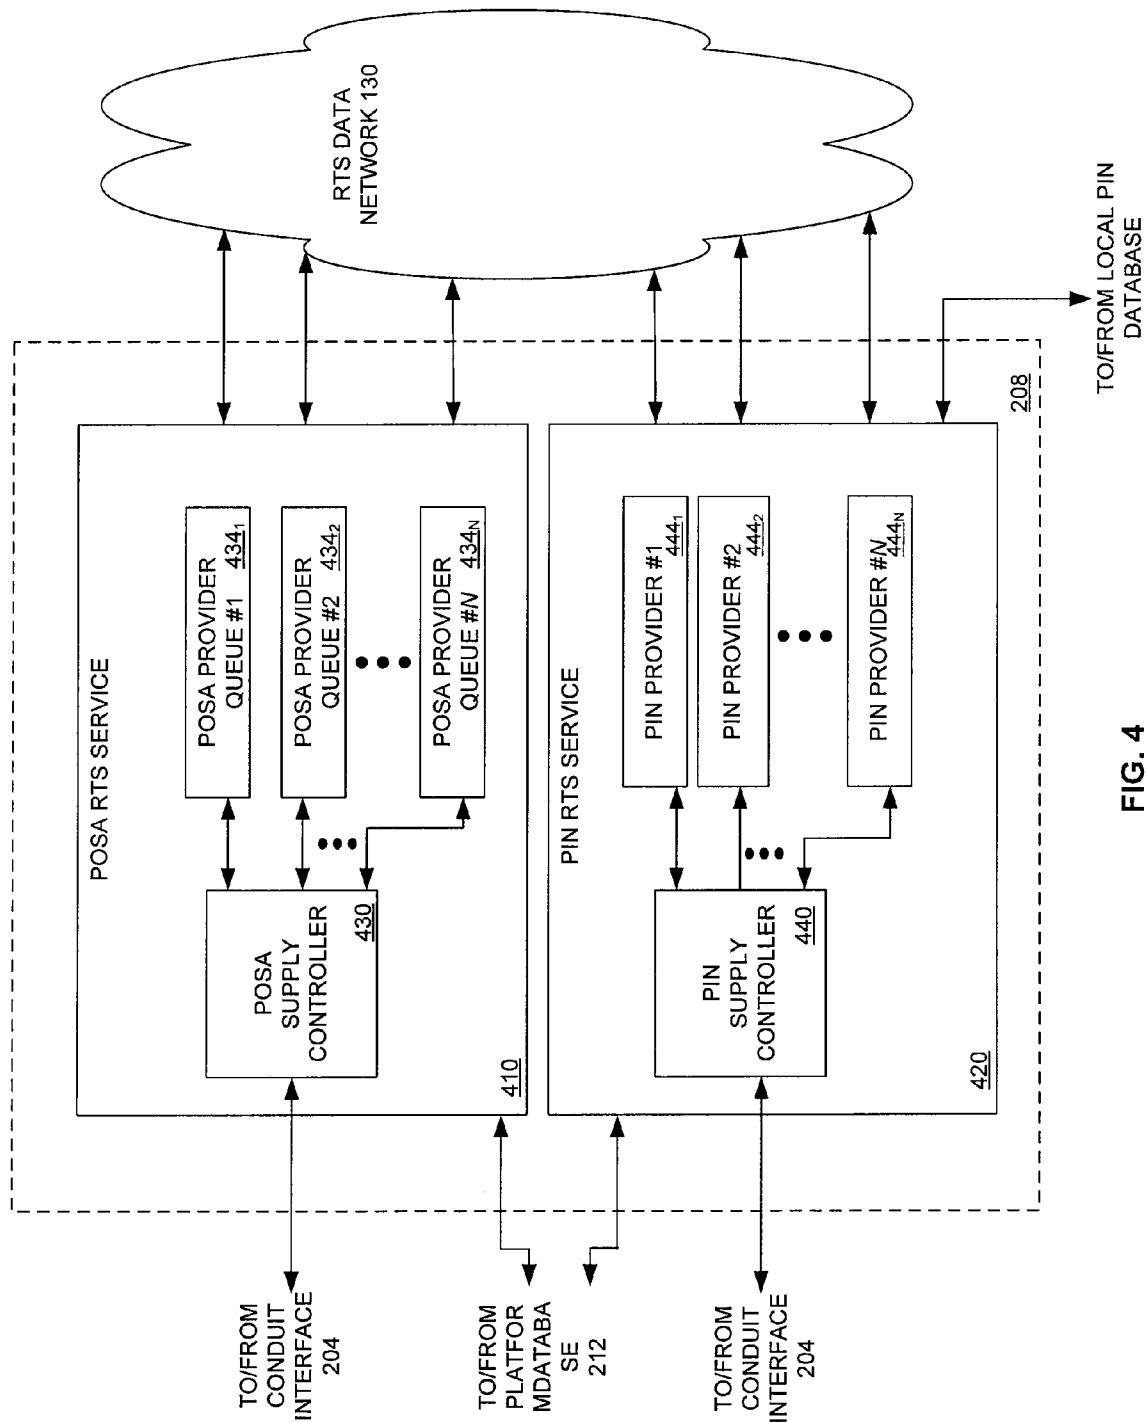 POSA RTS SERVICE
TO/FROM
CONDUIT
INTERFACE
204
POSA
SUPPLY
CONTROLLER
430
POSA PROVIDER
QUEUE #1
434₁
POSA PROVIDER
QUEUE #2
434₂
POSA PROVIDER
QUEUE #N
434N
410
RTS DATA
NETWORK 130
TO/FROM
PLATFOR
MDATABA
SE
212
PIN RTS SERVICE
TO/FROM
CONDUIT
INTERFACE
204
PIN
SUPPLY
CONTROLLER
440
PIN PROVIDER #1
444₁
PIN PROVIDER #2
444₂
PIN PROVIDER #N
444N
420
208
TO/FROM LOCAL PIN
DATABASE
FIG. 4